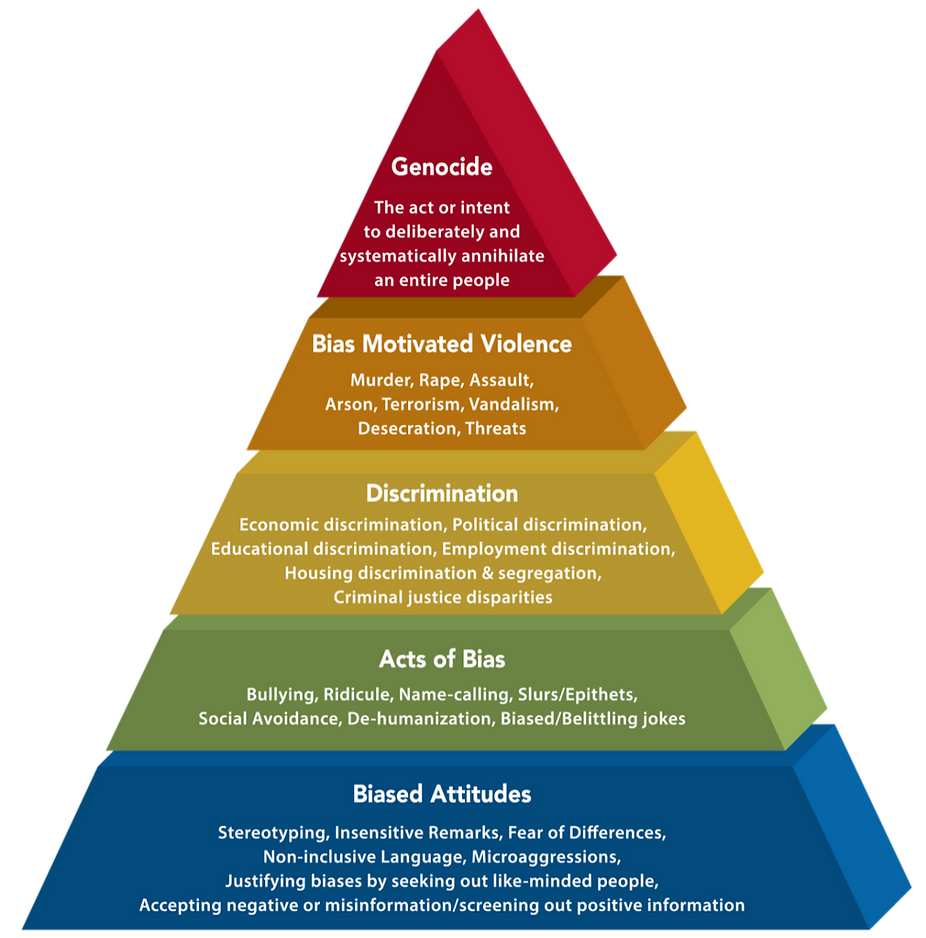 Genocide
The act or intent
to deliberately and
systematically annihilate
an entire people
Bias Motivated Violence
Murder, Rape, Assault,
Arson, Terrorism, Vandalism,
Desecration, Threats
Discrimination
Economic discrimination, Political discrimination,
Educational discrimination, Employment discrimination,
Housing discrimination & segregation,
Criminal justice disparities
Acts of Bias
Bullying, Ridicule, Name-calling, Slurs/Epithets,
Social Avoidance, De-humanization, Biased/Belittling jokes
Biased Attitudes
Stereotyping, Insensitive Remarks, Fear of Differences,
Non-inclusive Language, Microaggressions,
Justifying biases by seeking out like-minded people,
Accepting negative or misinformation/screening out positive information